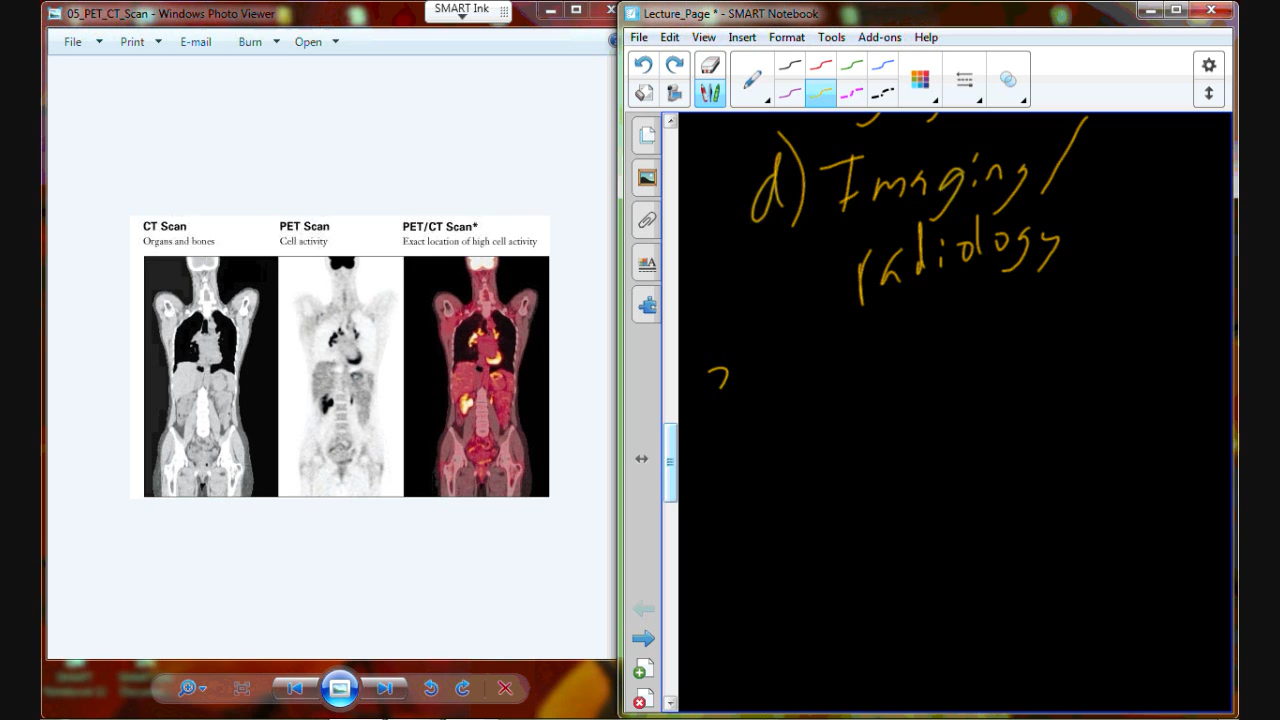 05_PET_CT_Scan - Windows Photo Viewer
SMART Ink
File Print E-mail Burn Open
CT Scan
Organs and bones
PET Scan
Cell activity
PET/CT Scan*
Exact location of high cell activity
Lecture_Page * - SMART Notebook
File Edit View Insert Format Tools Add-ons Help
d) Imaging/
radiology